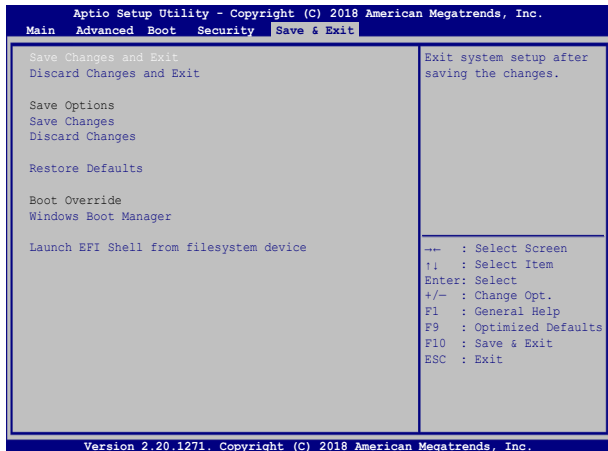 Aptio Setup Utility - Copyright (C) 2018 American Megatrends, Inc.
Main Advanced Boot Security Save & Exit
Save Changes and Exit
Discard Changes and Exit
Save Options
Save Changes
Discard Changes
Restore Defaults
Boot Override
Windows Boot Manager
Launch EFI Shell from filesystem device
Exit system setup after
saving the changes.
→← : Select Screen
↑↓ : Select Item
Enter: Select
+/— : Change Opt.
F1 : General Help
F9 : Optimized Defaults
F10 : Save & Exit
ESC : Exit
Version 2.20.1271. Copyright (C) 2018 American Megatrends, Inc.